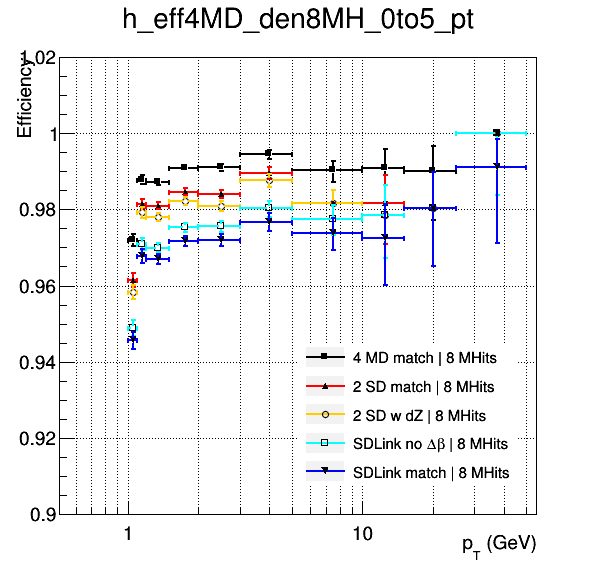 h_eff4MD_den8MH_0to5_pt
Efficiency
1.02
1
0.98
0.96
0.94
0.92
0.9
4 MD match | 8 MHits
2 SD match | 8 MHits
2 SD w dZ | 8 MHits
SDLink no Δβ | 8 MHits
SDLink match | 8 MHits
1
10
p_T (GeV)